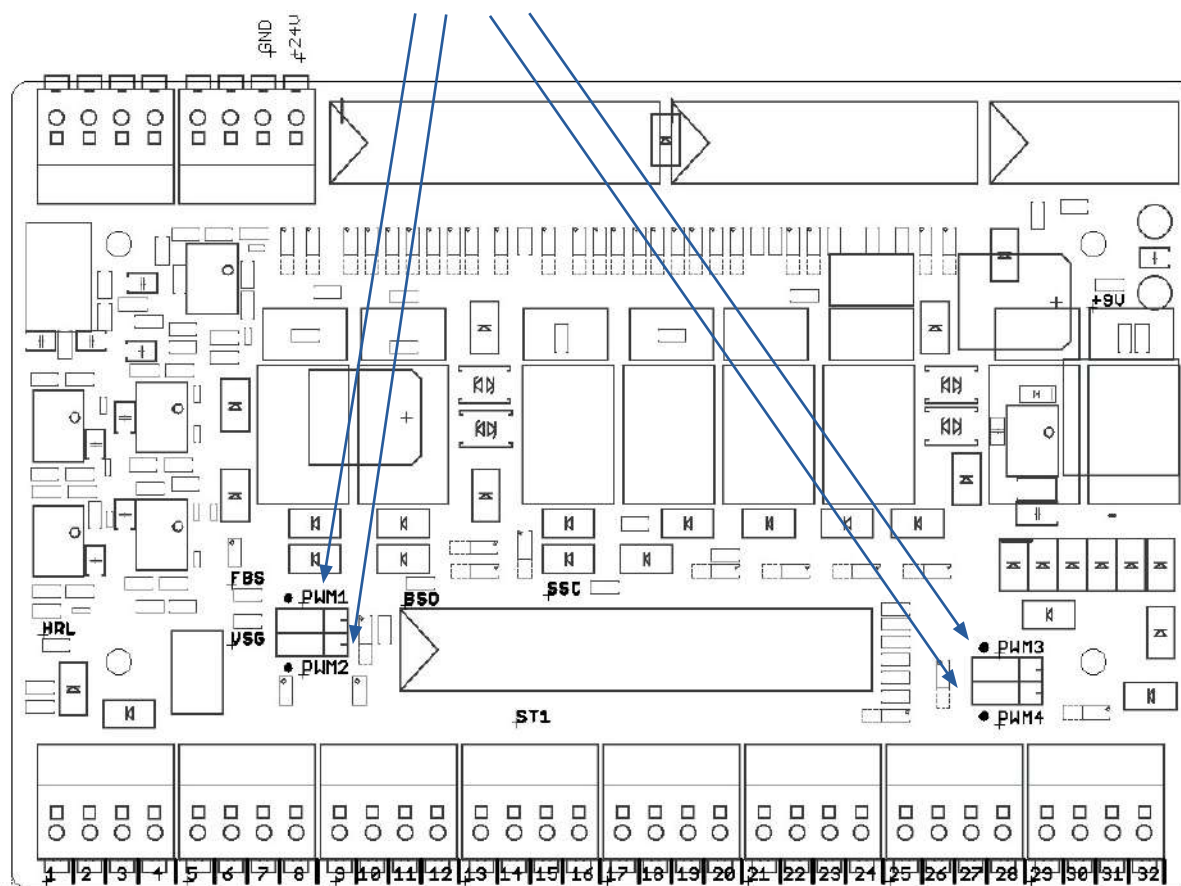 GND
+24V
+9V
FBS
PWM1
BSD
SSC
HRL
VSG
PWM2
PWM3
ST1
PWM4
1 2 3 4 5 6 7 8 9 10 11 12 13 14 15 16 17 18 19 20 21 22 23 24 25 26 27 28 29 30 31 32